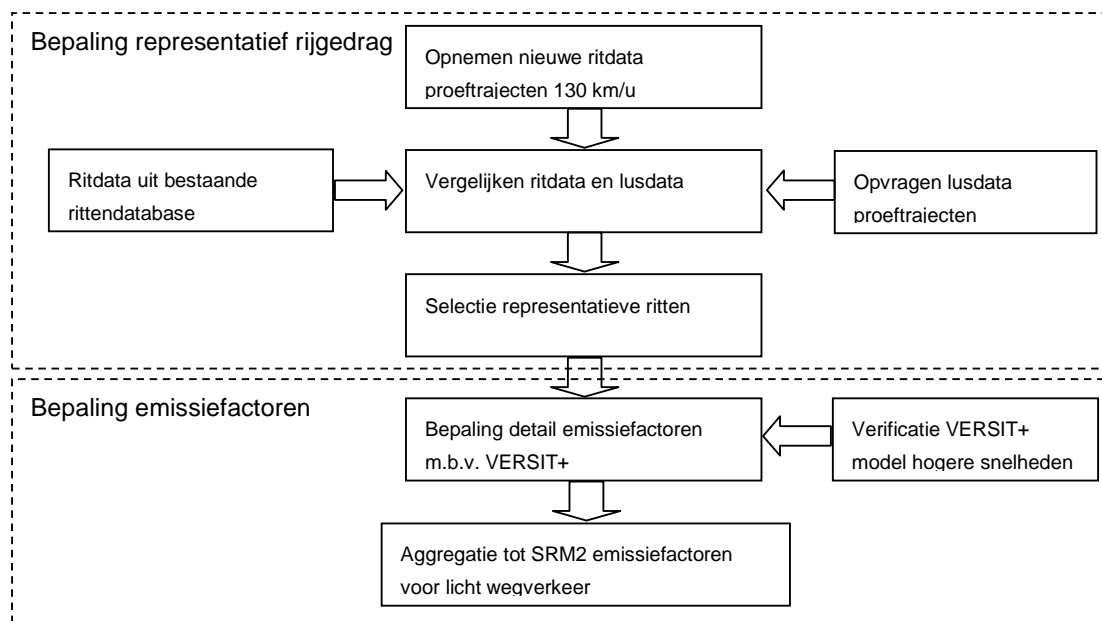 Bepaling representatief rijgedrag
Opnemen nieuwe ritdata
proeftrajecten 130 km/u
Ritdata uit bestaande
rittendatabase
Vergelijken ritdata en lusdata
Opvragen lusdata
proeftrajecten
Selectie representatieve ritten
Bepaling emissiefactoren
Bepaling detail emissiefactoren
m.b.v. VERSIT+
Verificatie VERSIT+
model hogere snelheden
Aggregatie tot SRM2 emissiefactoren
voor licht wegverkeer